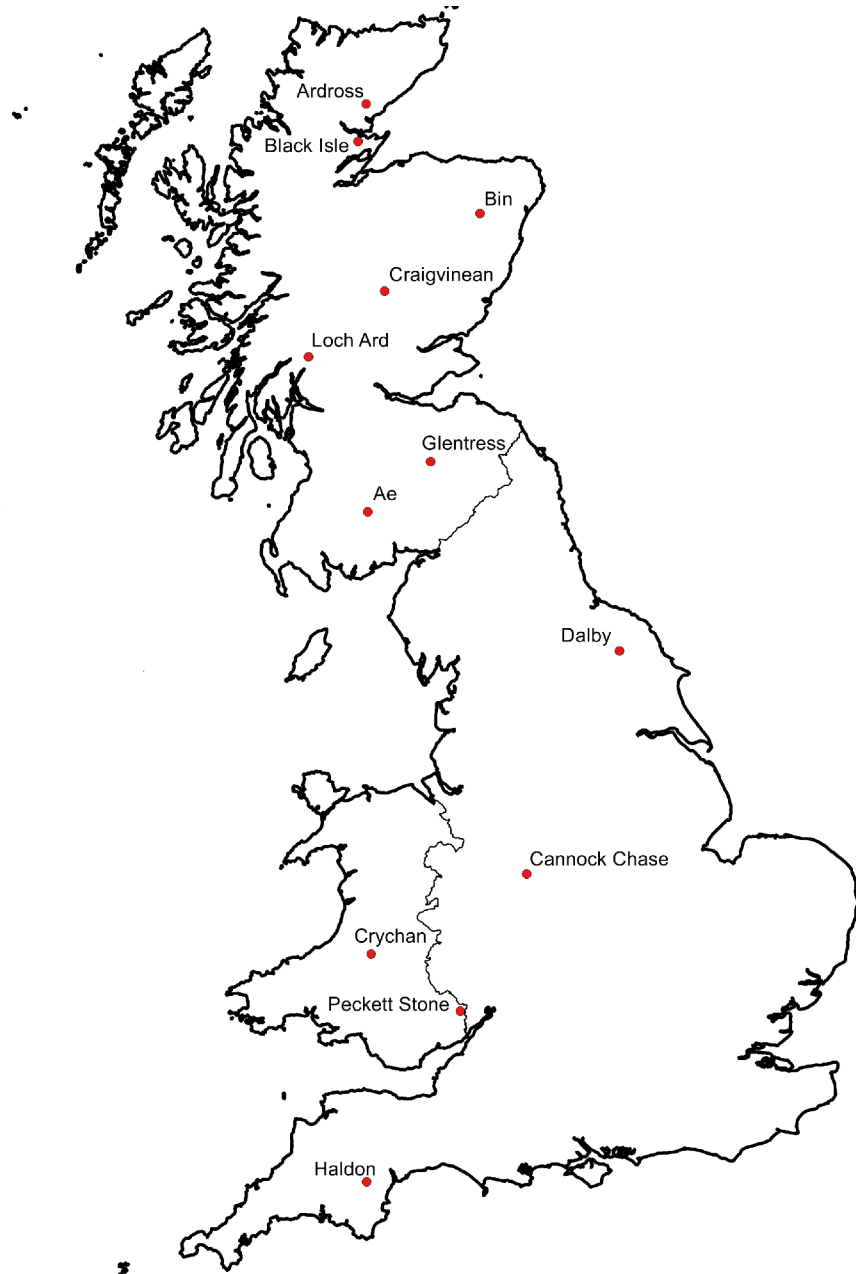 Ardross
Black Isle
Bin
Craigvinean
Loch Ard
Glentress
Ae
Dalby
Cannock Chase
Crychan
Peckett Stone
Haldon